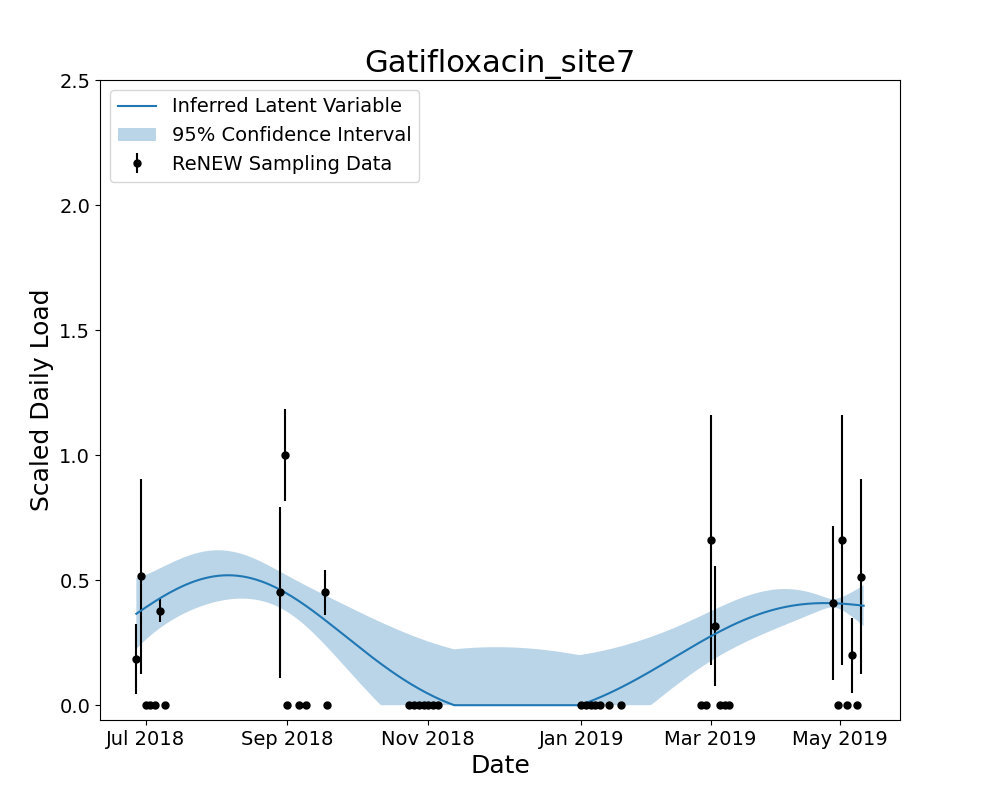 Gatifloxacin_site7
2.5
2.0
1.5
1.0
0.5
0.0
Scaled Daily Load
Inferred Latent Variable
95% Confidence Interval
ReNEW Sampling Data
Jul 2018
Sep 2018
Nov 2018
Jan 2019
Mar 2019
May 2019
Date